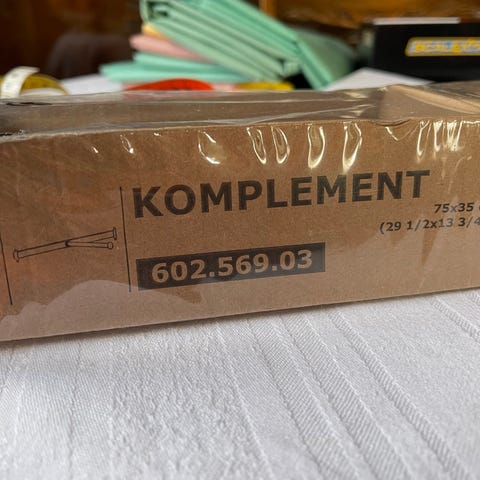 KOMPLEMENT
75x35
(29 1/2x13 3/4
602.569.03